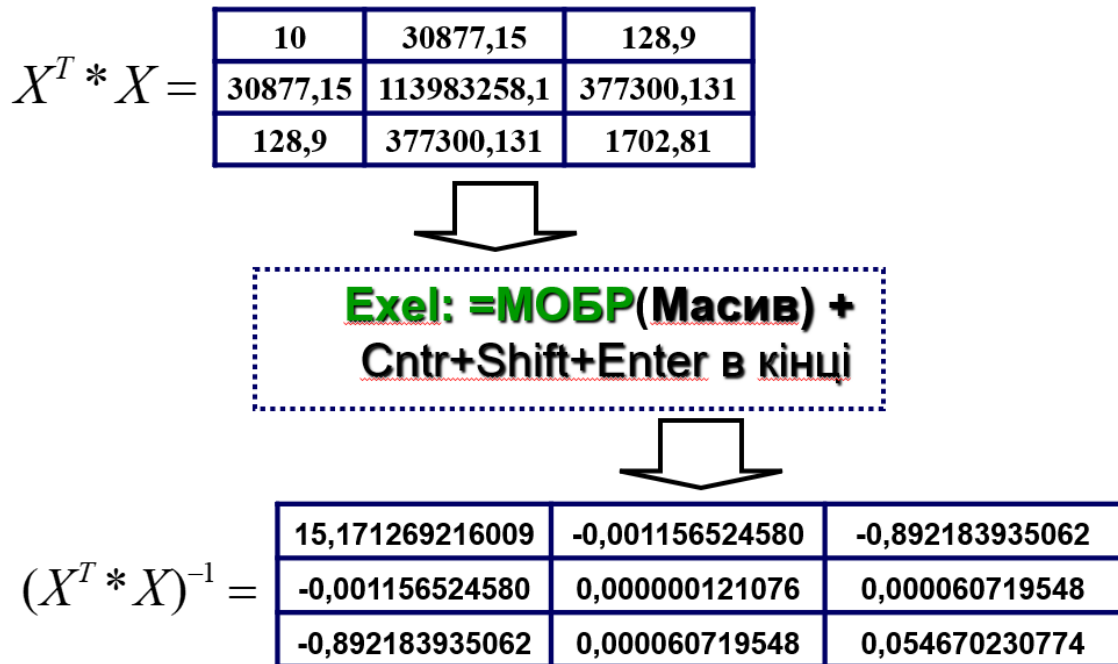 X^T * X =
10 30877,15 128,9
30877,15 113983258,1 377300,131
128,9 377300,131 1702,81
Exel: =МОБР(Масив) +
Cntr+Shift+Enter в кінці
(X^T * X)^{-1} =
15,171269216009 -0,001156524580 -0,892183935062
-0,001156524580 0,000000121076 0,000060719548
-0,892183935062 0,000060719548 0,054670230774